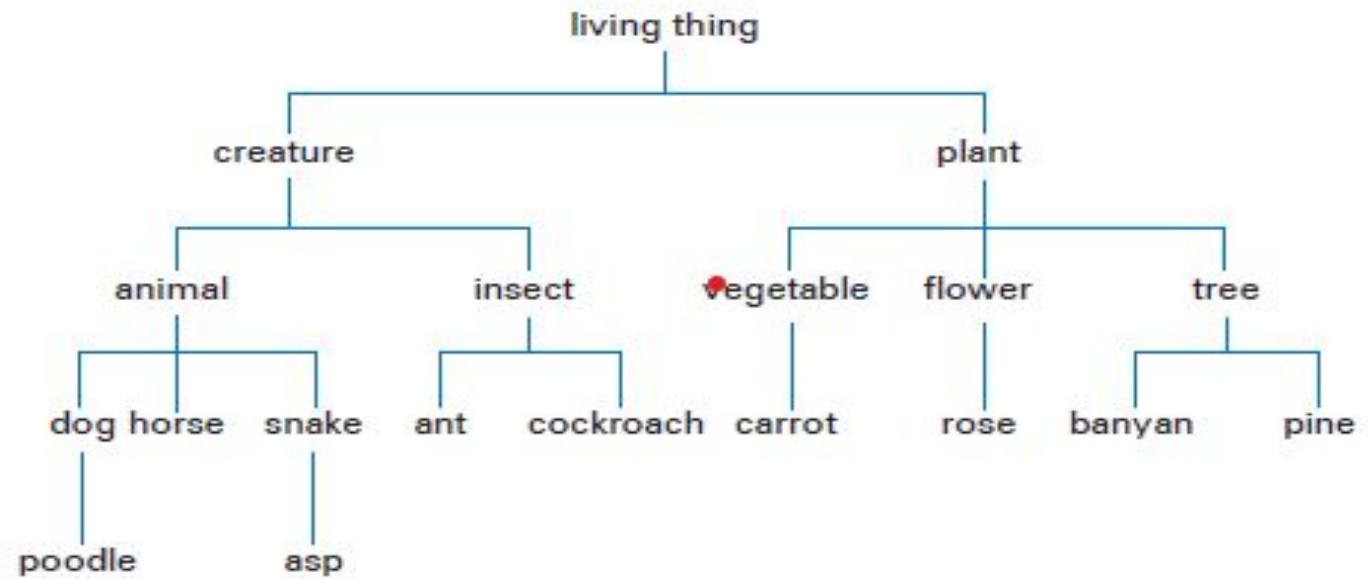 living thing
creature plant
animal insect vegetable flower tree
dog horse snake ant cockroach carrot rose banyan pine
poodle asp